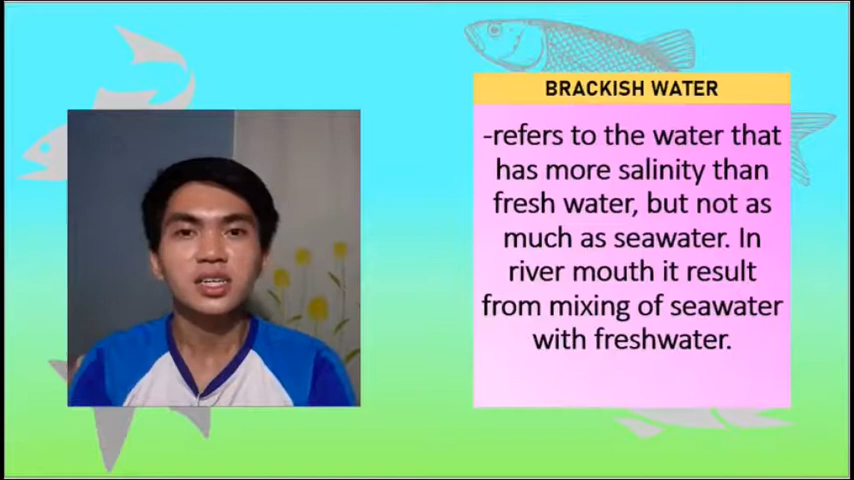 BRACKISH WATER
-refers to the water that
has more salinity than
fresh water, but not as
much as seawater. In
river mouth it result
from mixing of seawater
with freshwater.